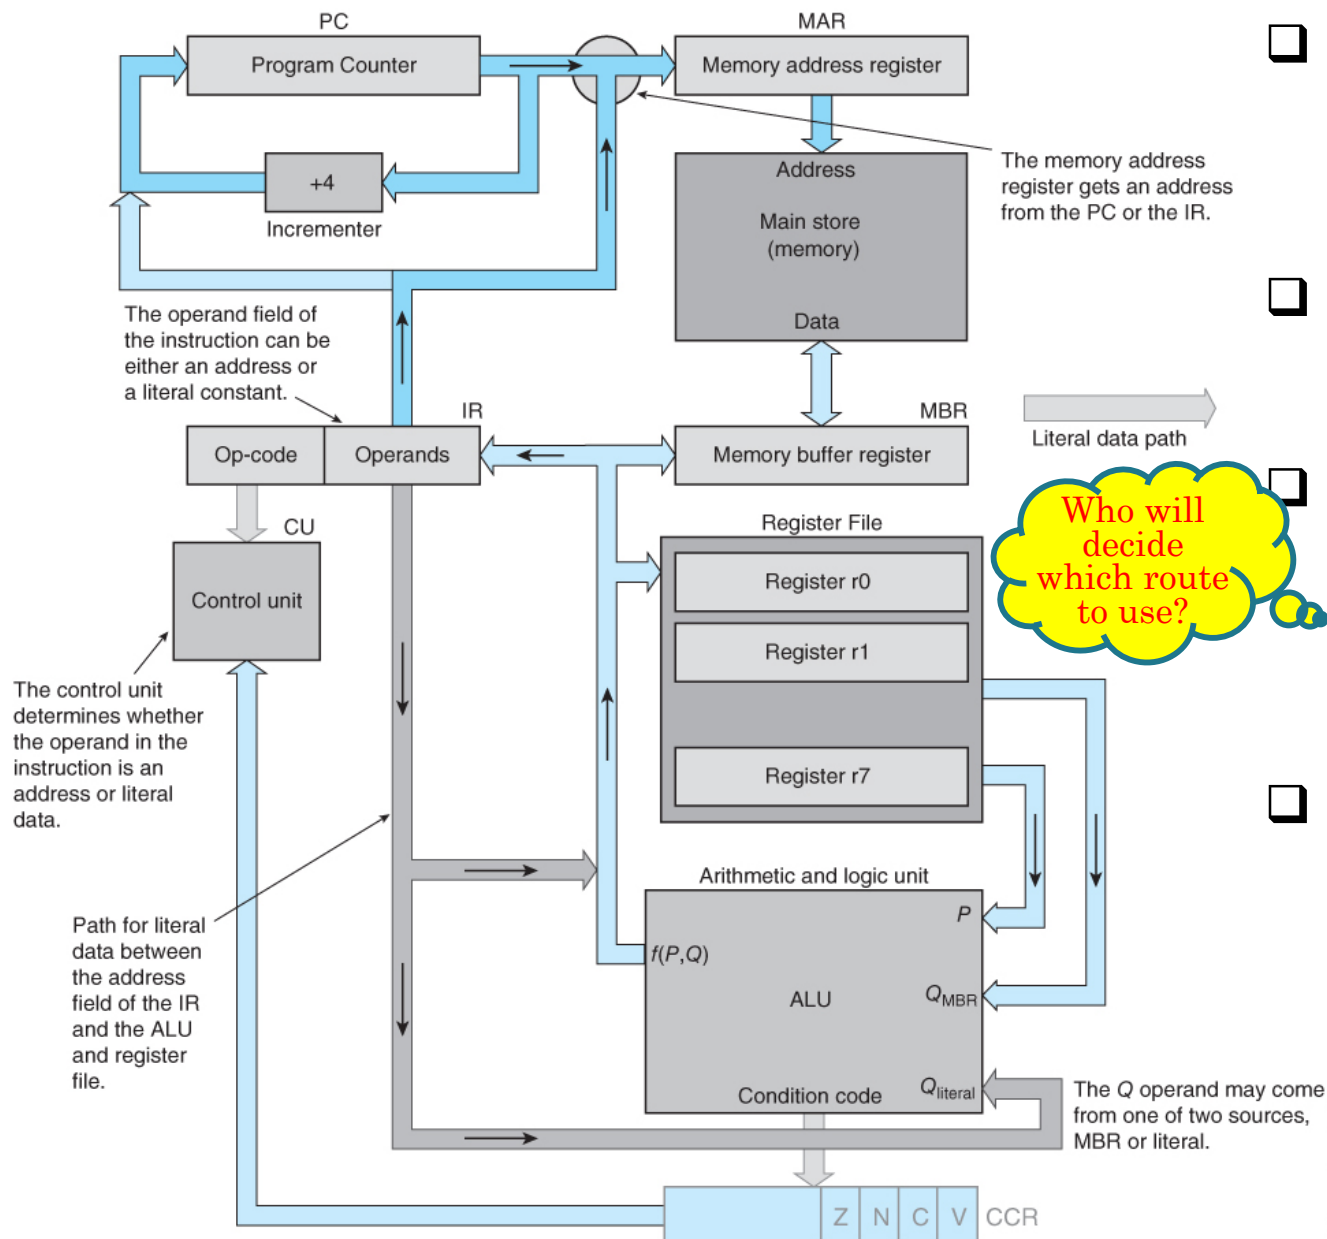 PC
MAR
Program Counter
Memory address register
+4
Incrementer
Address
Main store
(memory)
Data
The memory address
register gets an address
from the PC or the IR.
The operand field of
the instruction can be
either an address or
a literal constant.
IR
MBR
Op-code
Operands
Memory buffer register
Literal data path
CU
Control unit
Register File
Register r0
Register r1
Register r7
Who will
decide
which route
to use?
The control unit
determines whether
the operand in the
instruction is an
address or literal
data.
Arithmetic and logic unit
P
f(P,Q)
ALU
Q_MBR
Q_literal
Condition code
Path for literal
data between
the address
field of the IR
and the ALU
and register
file.
The Q operand may come
from one of two sources,
MBR or literal.
Z N C V CCR